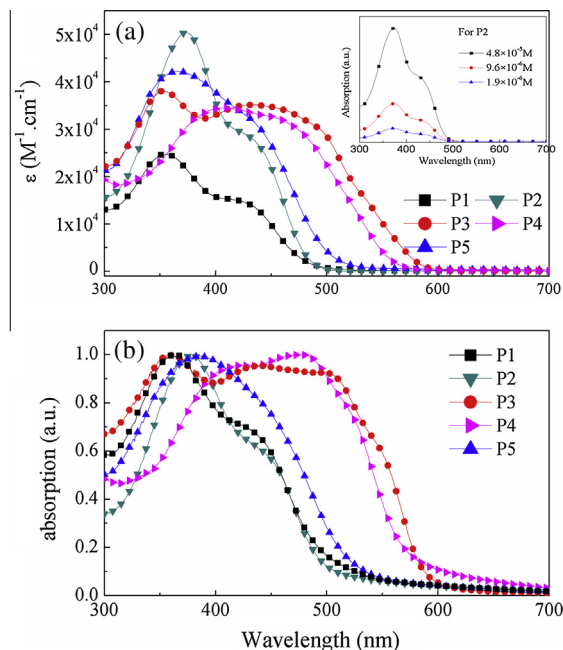 (a)
ε (M⁻¹.cm⁻¹)
5x10⁴
4x10⁴
3x10⁴
2x10⁴
1x10⁴
0
300 400 500 600 700
P1 P2
P3 P4
P5
For P2
4.8×10⁻⁵M
9.6×10⁻⁶M
1.9×10⁻⁶M
Absorption (a.u.)
300 400 500 600 700
Wavelength (nm)
(b)
absorption (a.u.)
1.0
0.8
0.6
0.4
0.2
0.0
P1
P2
P3
P4
P5
300 400 500 600 700
Wavelength (nm)